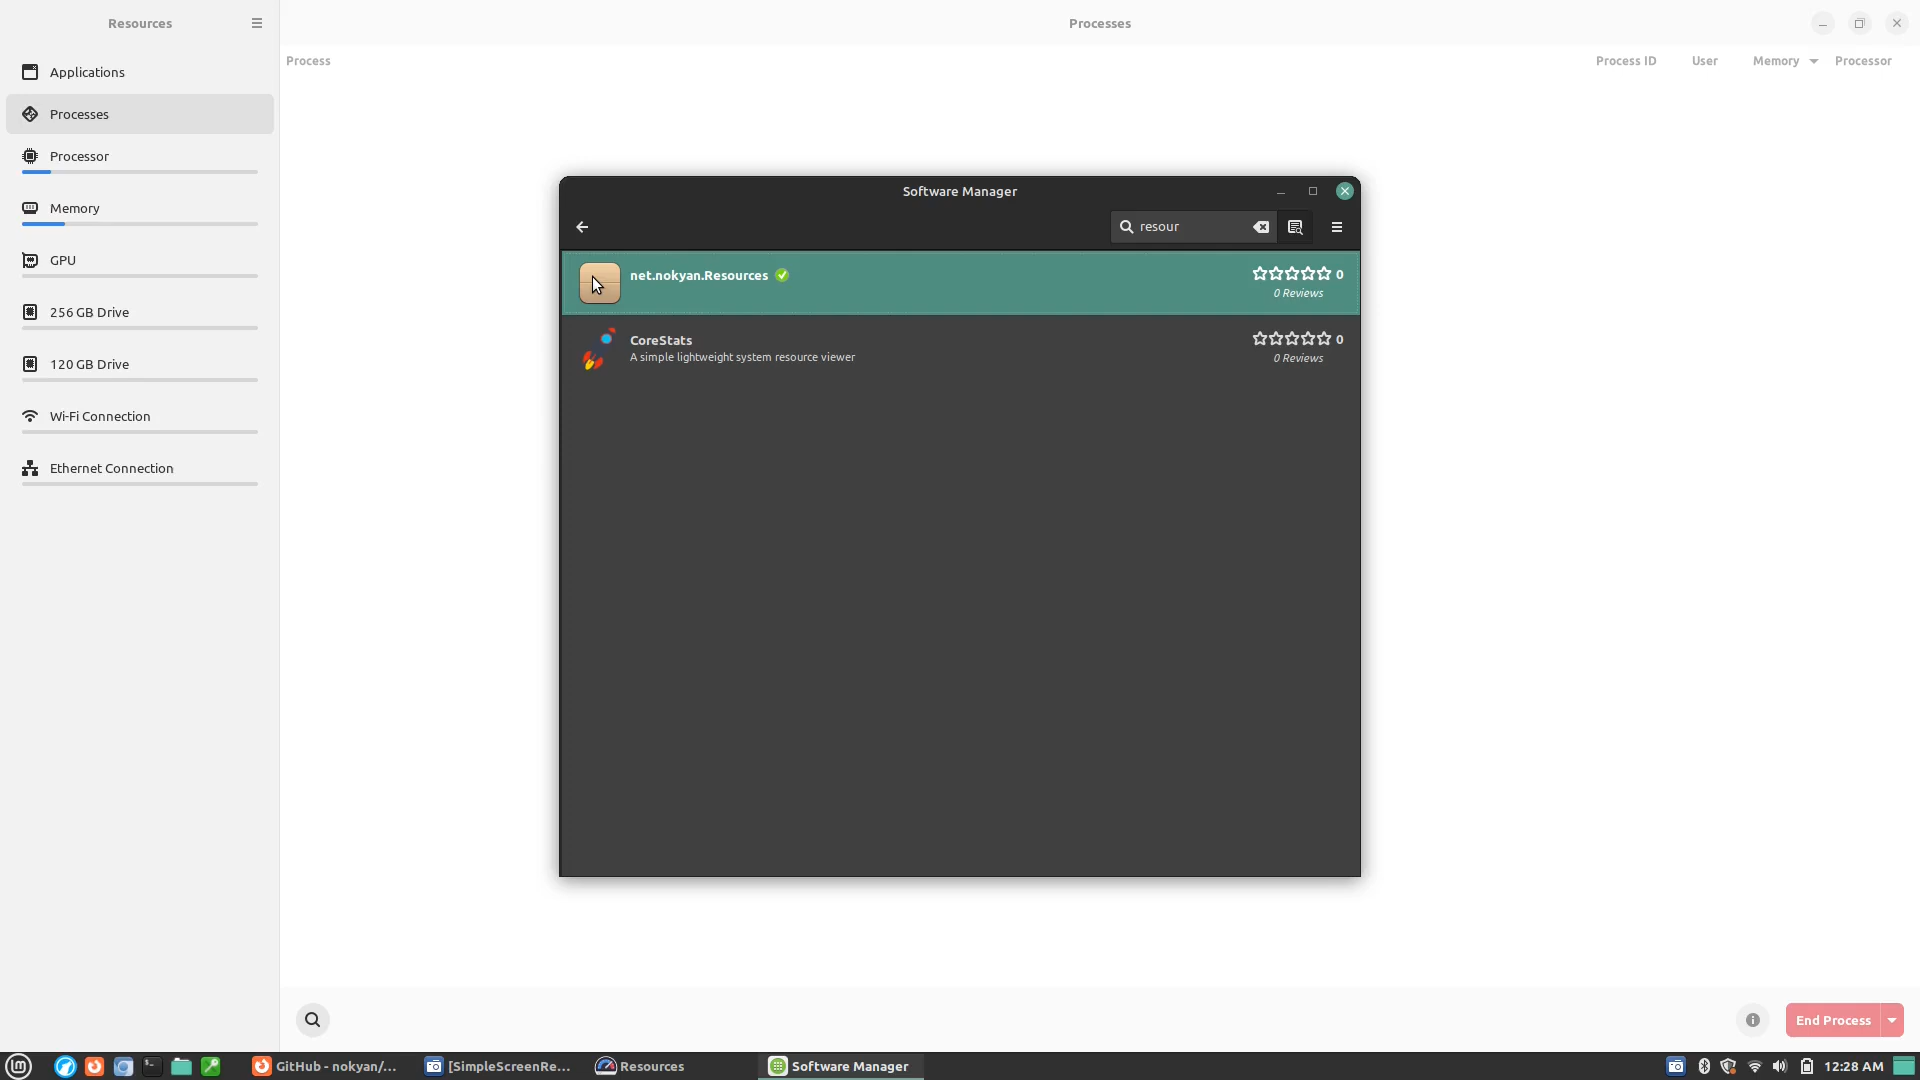 Resources
Processes
Applications
Processes
Processor
Memory
GPU
256 GB Drive
120 GB Drive
Wi-Fi Connection
Ethernet Connection
Process
Process ID
User
Memory
Processor
Software Manager
resour
net.nokyan.Resources
0
0 Reviews
CoreStats
A simple lightweight system resource viewer
0
0 Reviews
End Process
GitHub - nokyan/...
[SimpleScreenRe...
Resources
Software Manager
12:28 AM